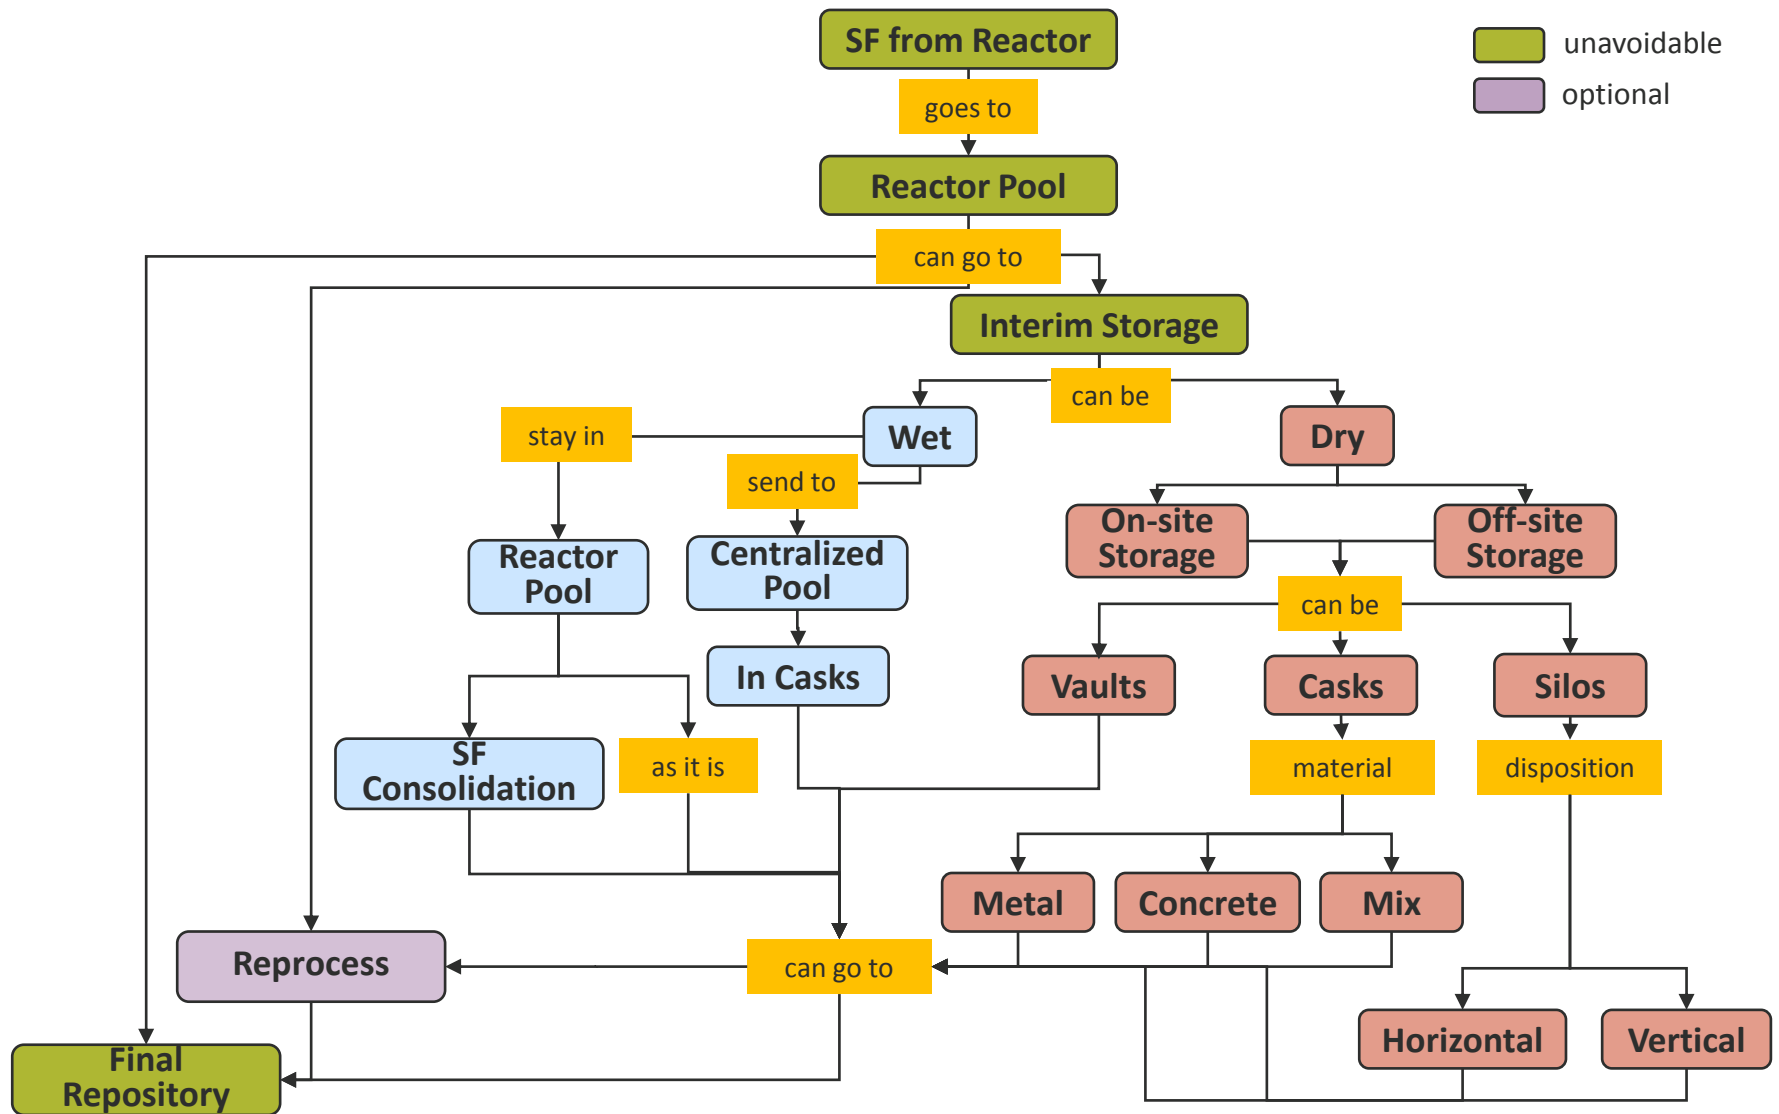 SF from Reactor
unavoidable
optional
goes to
Reactor Pool
can go to
Interim Storage
can be
stay in
Wet
Dry
send to
On-site
Storage
Off-site
Storage
Reactor
Pool
Centralized
Pool
can be
In Casks
Vaults
Casks
Silos
SF
Consolidation
as it is
material
disposition
Metal
Concrete
Mix
Reprocess
can go to
Horizontal
Vertical
Final
Repository